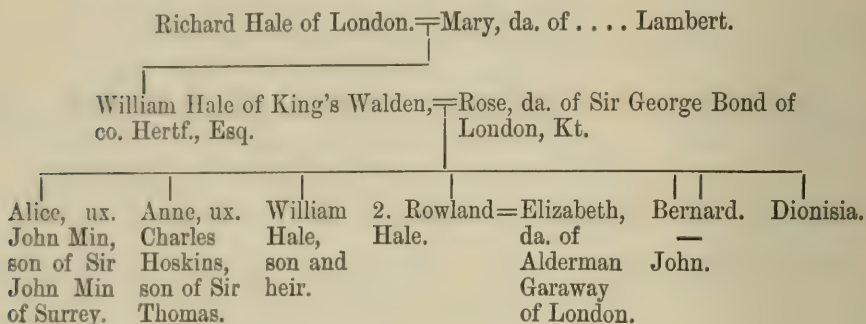 Richard Hale of London.=Mary, da. of .... Lambert.
William Hale of King's Walden,=Rose, da. of Sir George Bond of
co. Hertf., Esq. London, Kt.
Alice, ux.
John Min,
son of Sir
John Min
of Surrey.
Anne, ux.
Charles
Hoskins,
son of Sir
Thomas.
William
Hale,
son and
heir.
2. Rowland=Elizabeth,
Hale.
da. of
Alderman
Garaway
of London.
Bernard.
—
John.
Dionisia.